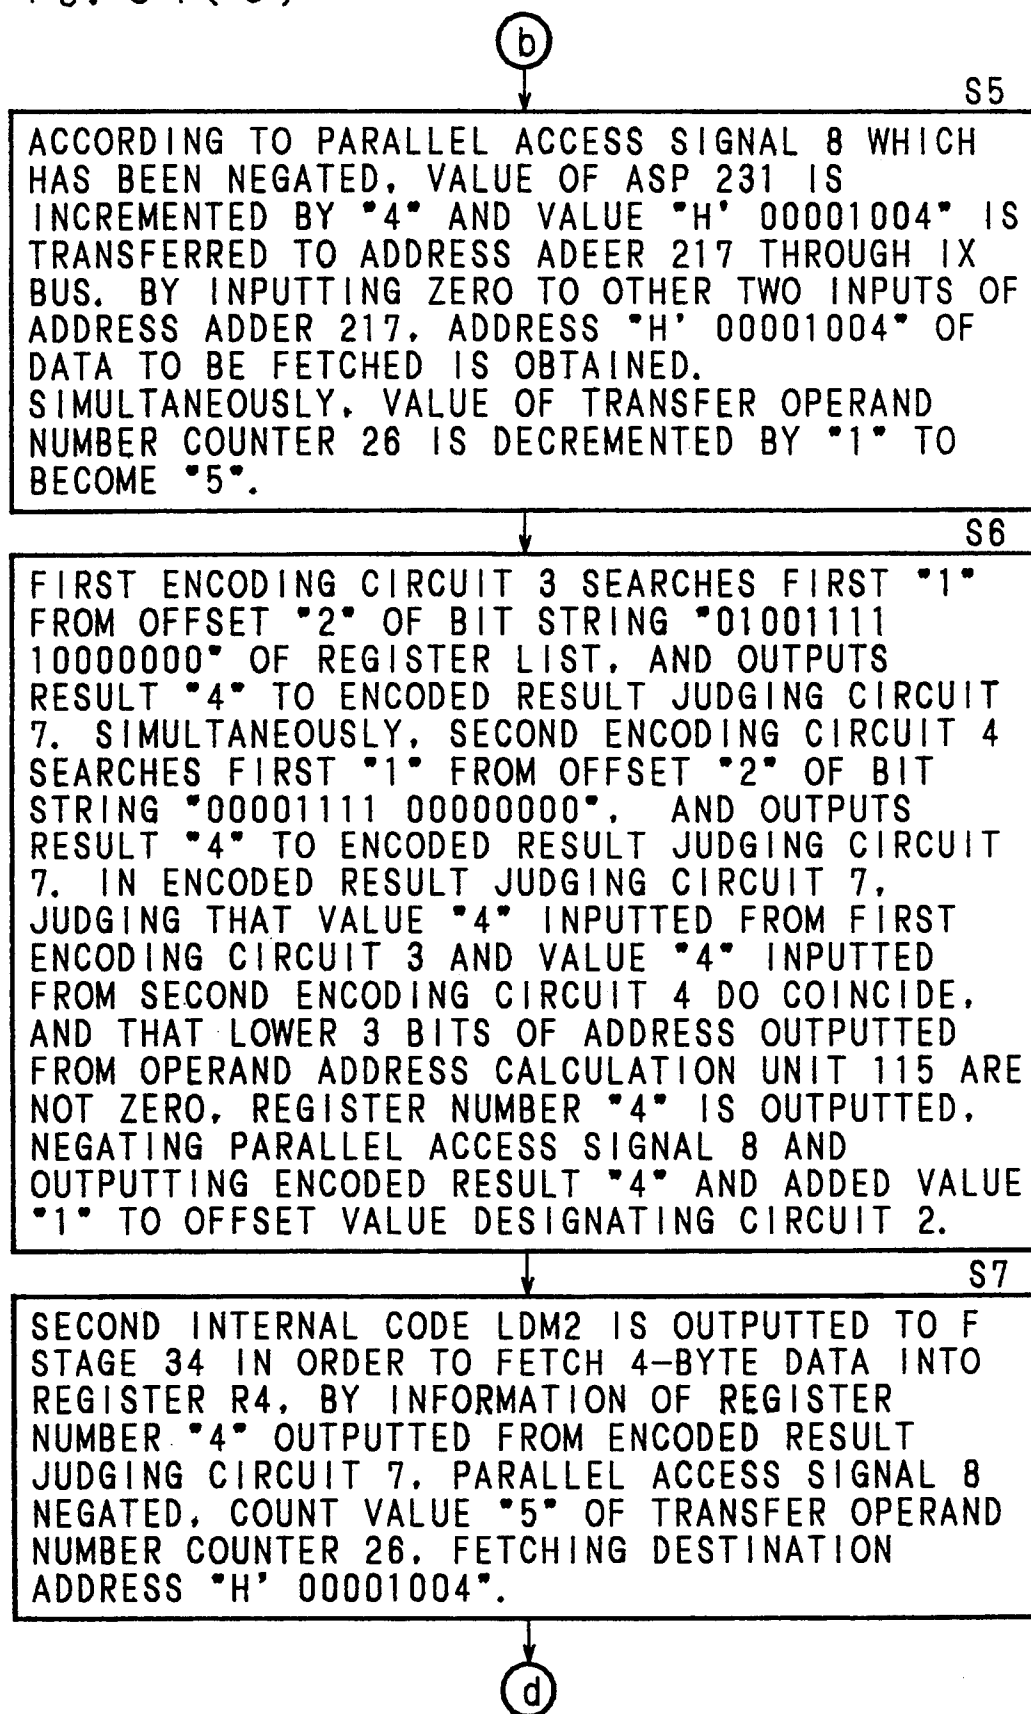 b
S5
ACCORDING TO PARALLEL ACCESS SIGNAL 8 WHICH
HAS BEEN NEGATED, VALUE OF ASP 231 IS
INCREMENTED BY "4" AND VALUE "H' 00001004" IS
TRANSFERRED TO ADDRESS ADEER 217 THROUGH IX
BUS. BY INPUTTING ZERO TO OTHER TWO INPUTS OF
ADDRESS ADDER 217, ADDRESS "H' 00001004" OF
DATA TO BE FETCHED IS OBTAINED.
SIMULTANEOUSLY, VALUE OF TRANSFER OPERAND
NUMBER COUNTER 26 IS DECREMENTED BY "1" TO
BECOME "5".
S6
FIRST ENCODING CIRCUIT 3 SEARCHES FIRST "1"
FROM OFFSET "2" OF BIT STRING "01001111
10000000" OF REGISTER LIST, AND OUTPUTS
RESULT "4" TO ENCODED RESULT JUDGING CIRCUIT
7. SIMULTANEOUSLY, SECOND ENCODING CIRCUIT 4
SEARCHES FIRST "1" FROM OFFSET "2" OF BIT
STRING "00001111 00000000", AND OUTPUTS
RESULT "4" TO ENCODED RESULT JUDGING CIRCUIT
7. IN ENCODED RESULT JUDGING CIRCUIT 7,
JUDGING THAT VALUE "4" INPUTTED FROM FIRST
ENCODING CIRCUIT 3 AND VALUE "4" INPUTTED
FROM SECOND ENCODING CIRCUIT 4 DO COINCIDE,
AND THAT LOWER 3 BITS OF ADDRESS OUTPUTTED
FROM OPERAND ADDRESS CALCULATION UNIT 115 ARE
NOT ZERO, REGISTER NUMBER "4" IS OUTPUTTED,
NEGATING PARALLEL ACCESS SIGNAL 8 AND
OUTPUTTING ENCODED RESULT "4" AND ADDED VALUE
"1" TO OFFSET VALUE DESIGNATING CIRCUIT 2.
S7
SECOND INTERNAL CODE LDM2 IS OUTPUTTED TO F
STAGE 34 IN ORDER TO FETCH 4-BYTE DATA INTO
REGISTER R4, BY INFORMATION OF REGISTER
NUMBER "4" OUTPUTTED FROM ENCODED RESULT
JUDGING CIRCUIT 7, PARALLEL ACCESS SIGNAL 8
NEGATED, COUNT VALUE "5" OF TRANSFER OPERAND
NUMBER COUNTER 26, FETCHING DESTINATION
ADDRESS "H' 00001004".
d